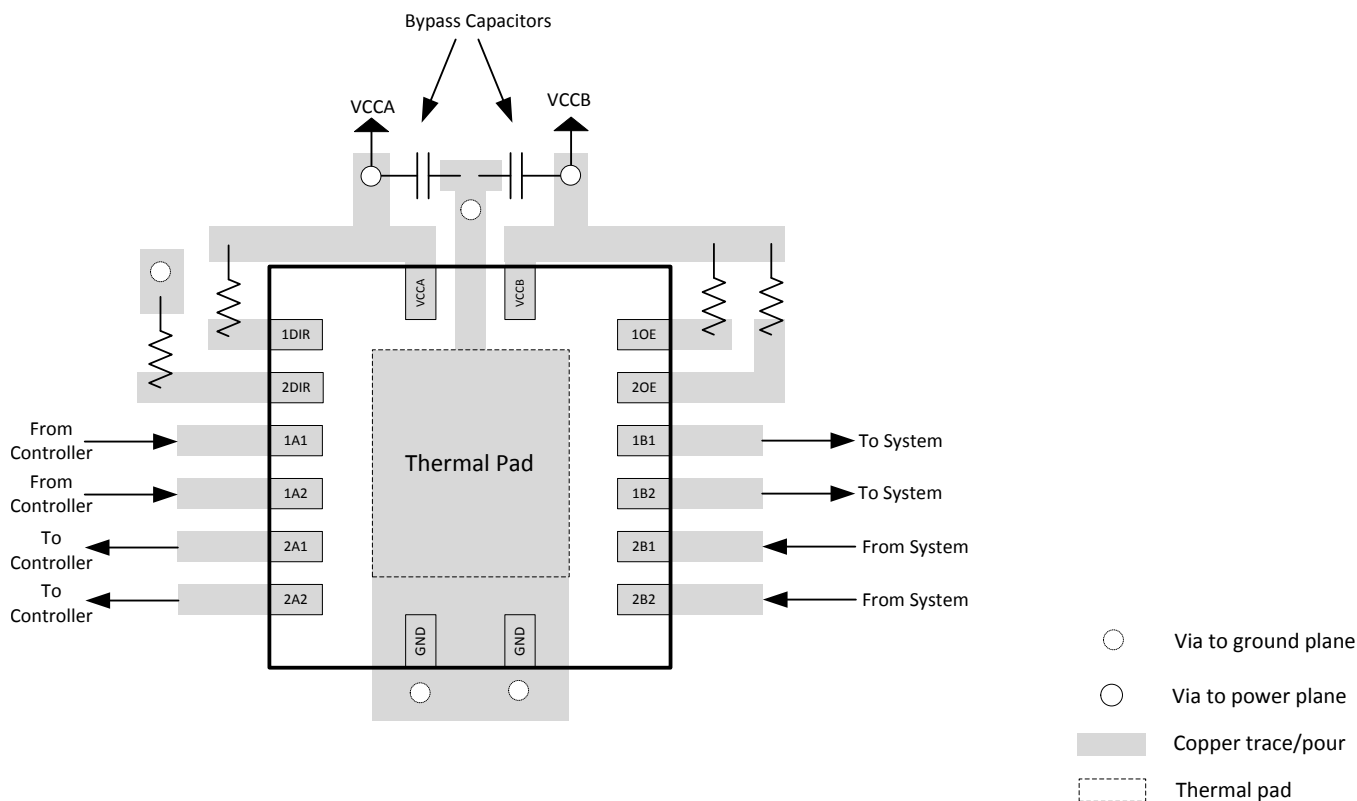 Bypass Capacitors
VCCA
VCCB
VCCA
VCCB
1DIR
1OE
2DIR
2OE
From
Controller
1A1
1B1
To System
From
Controller
Thermal Pad
1A2
1B2
To System
To
Controller
2A1
2B1
From System
To
Controller
2A2
2B2
From System
GND
GND
Via to ground plane
Via to power plane
Copper trace/pour
Thermal pad